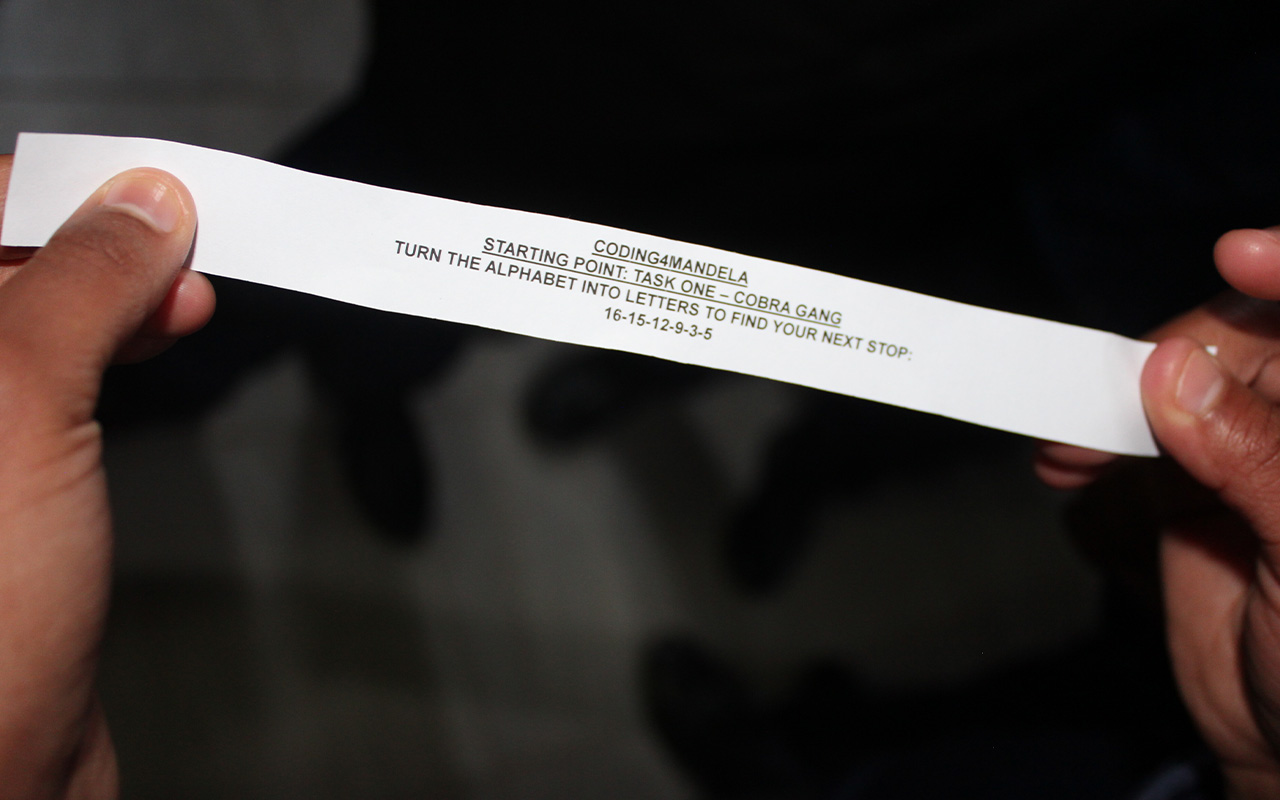 CODING4MANDELA
STARTING POINT: TASK ONE – COBRA GANG
TURN THE ALPHABET INTO LETTERS TO FIND YOUR NEXT STOP:
16-15-12-9-3-5